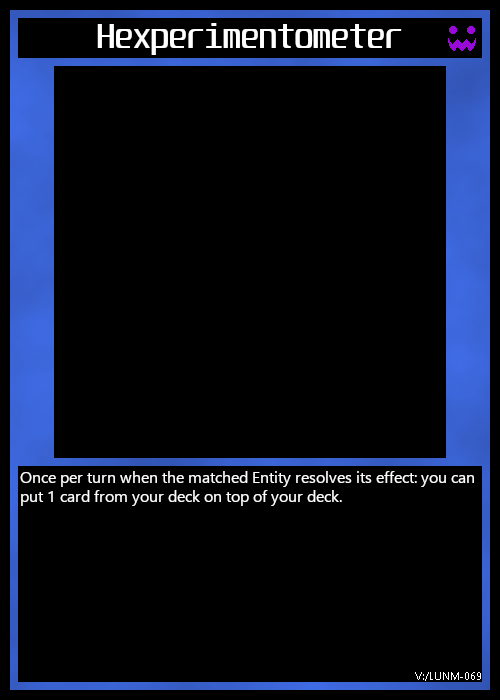 Hexperimentometer
Once per turn when the matched Entity resolves its effect: you can
put 1 card from your deck on top of your deck.
V:/LUNM-069